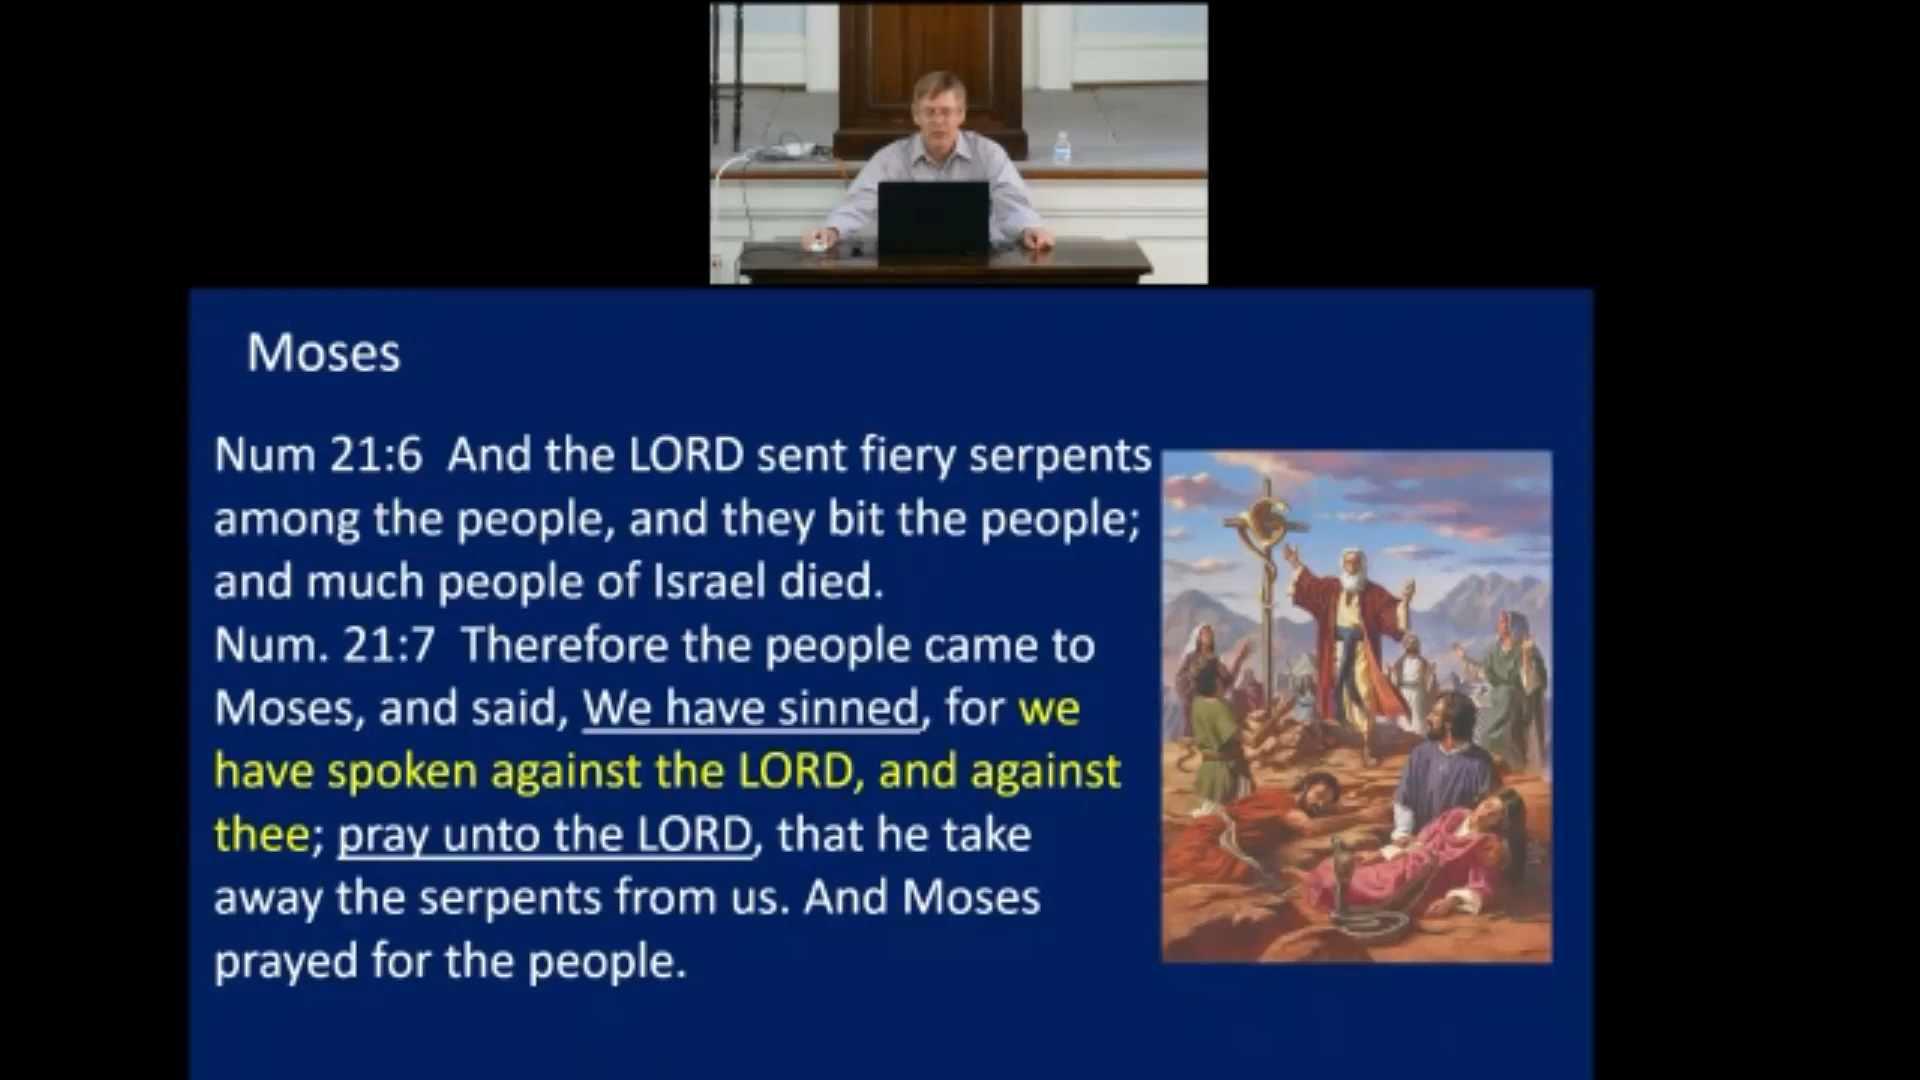 Moses
Num 21:6  And the LORD sent fiery serpents
among the people, and they bit the people;
and much people of Israel died.
Num. 21:7  Therefore the people came to
Moses, and said, We have sinned, for we
have spoken against the LORD, and against
thee; pray unto the LORD, that he take
away the serpents from us. And Moses
prayed for the people.